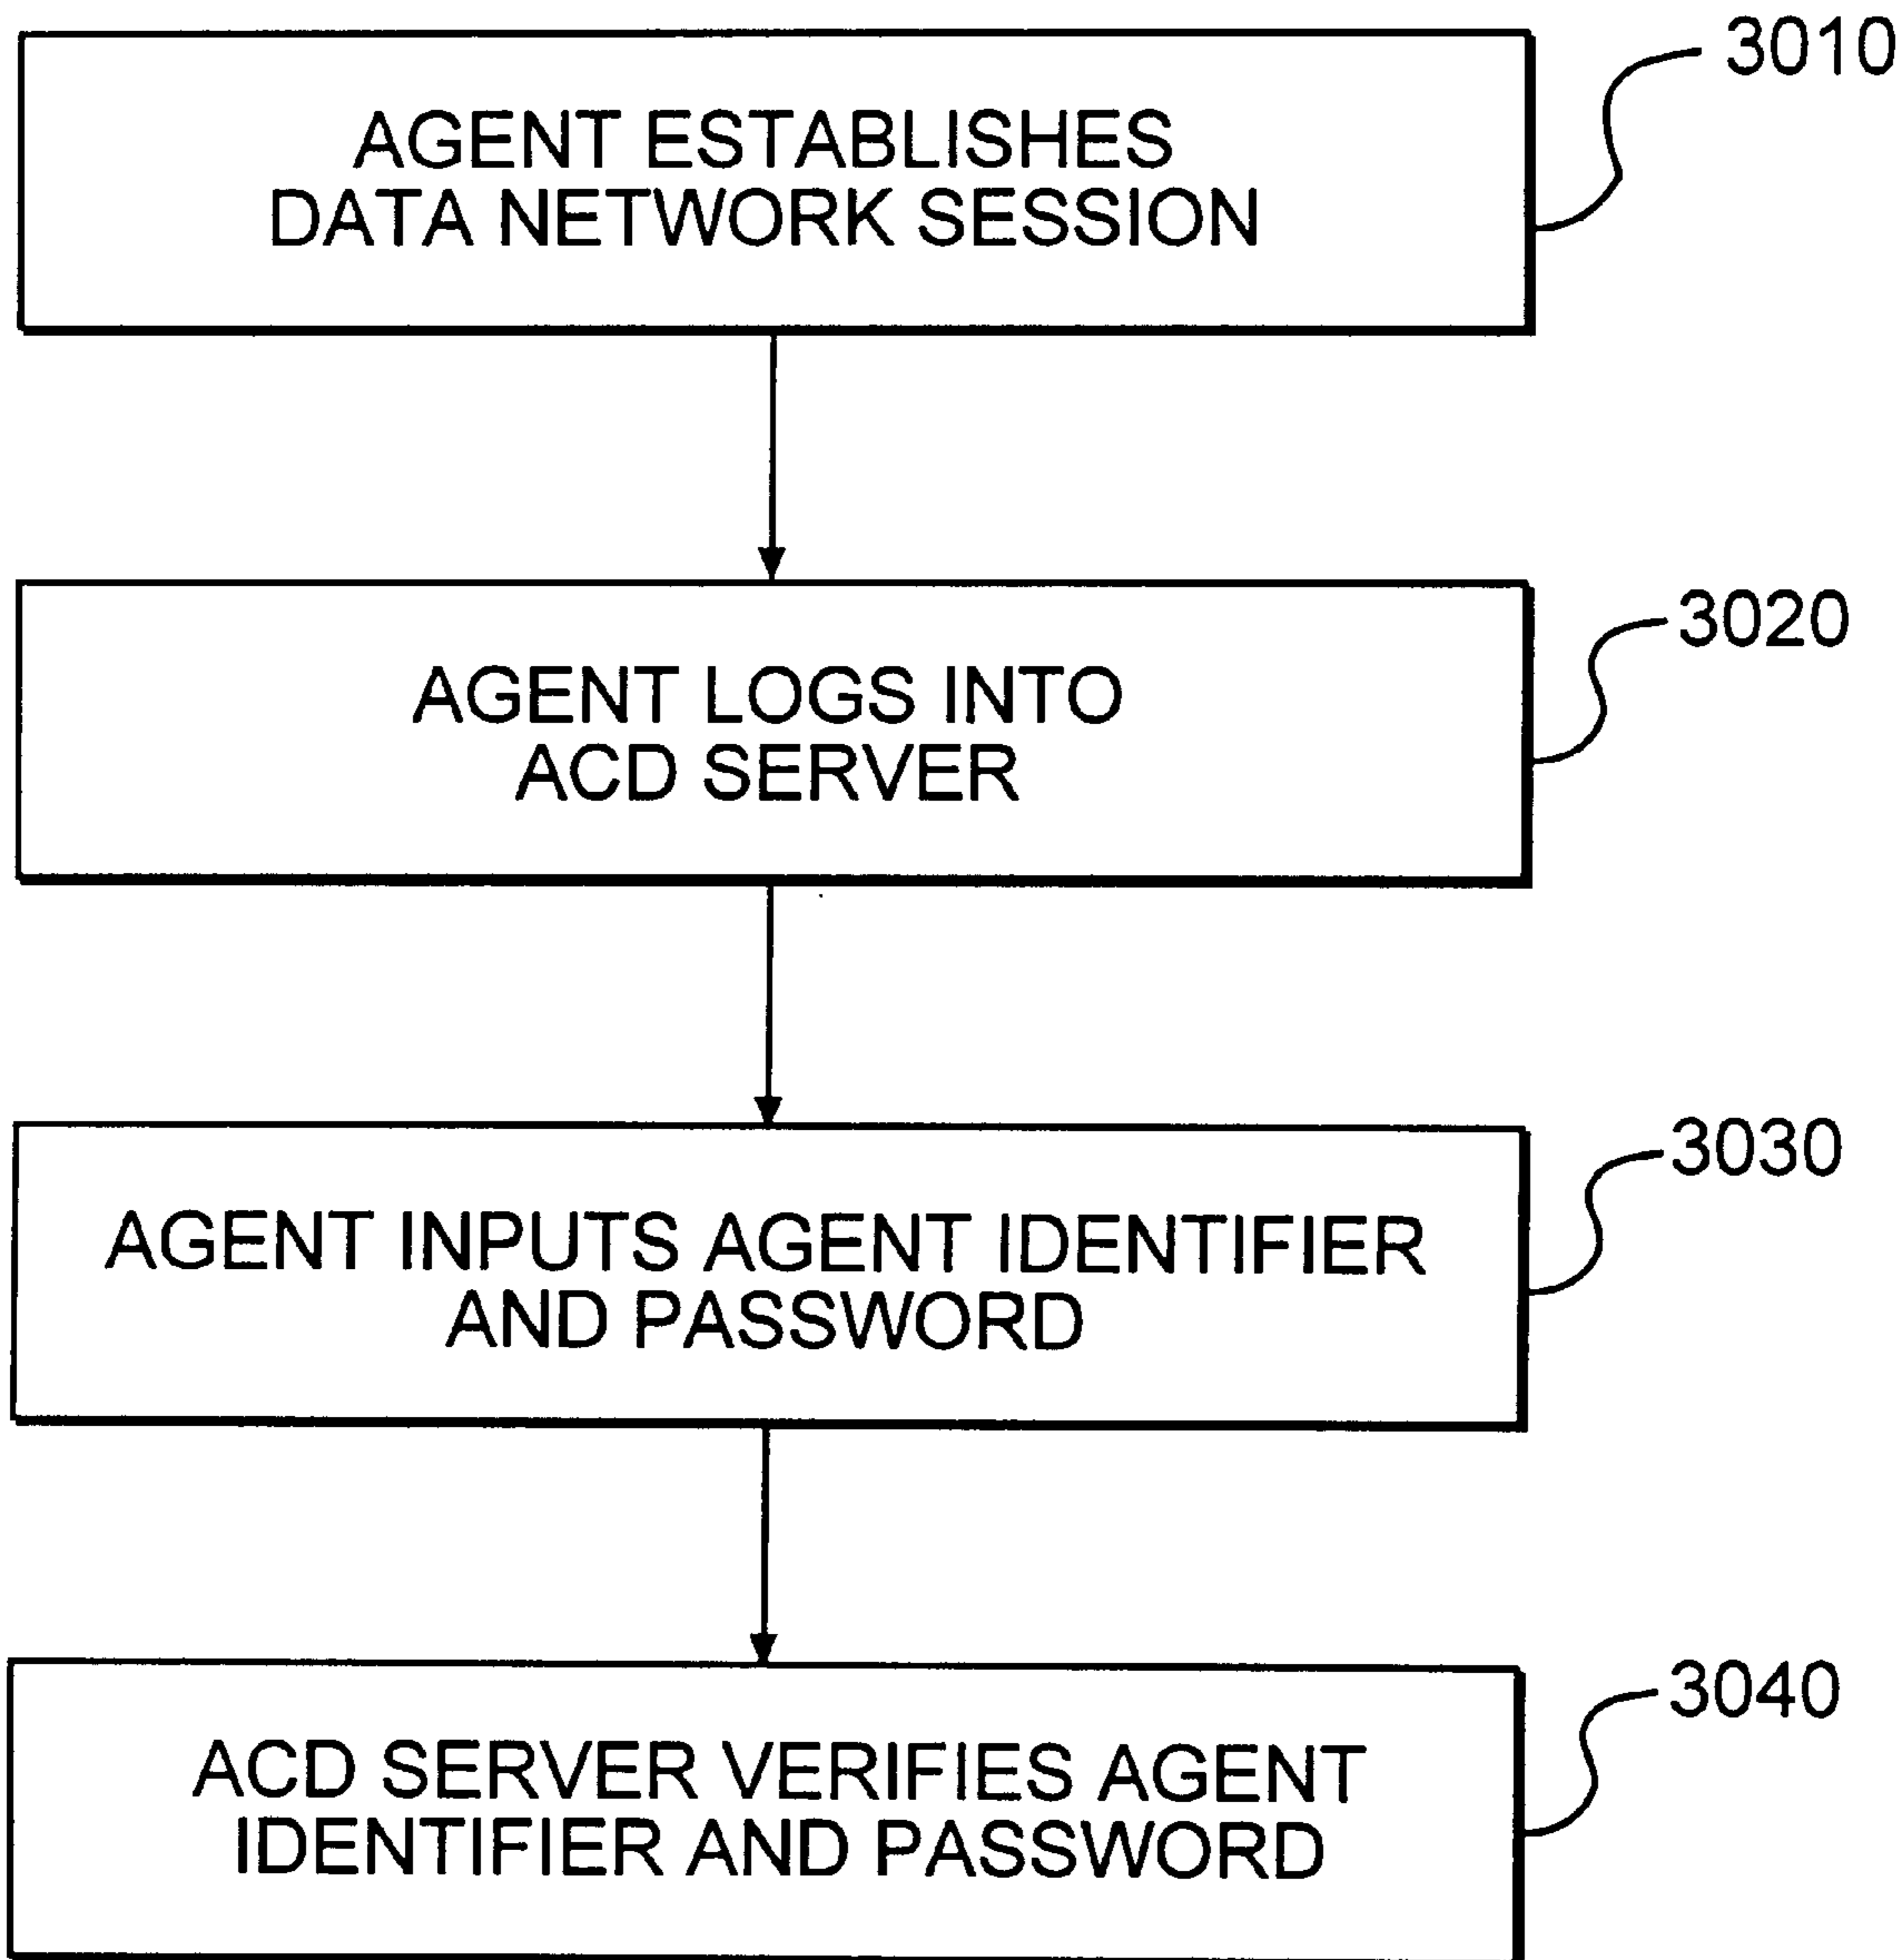 3010
AGENT ESTABLISHES
DATA NETWORK SESSION
3020
AGENT LOGS INTO
ACD SERVER
3030
AGENT INPUTS AGENT IDENTIFIER
AND PASSWORD
3040
ACD SERVER VERIFIES AGENT
IDENTIFIER AND PASSWORD